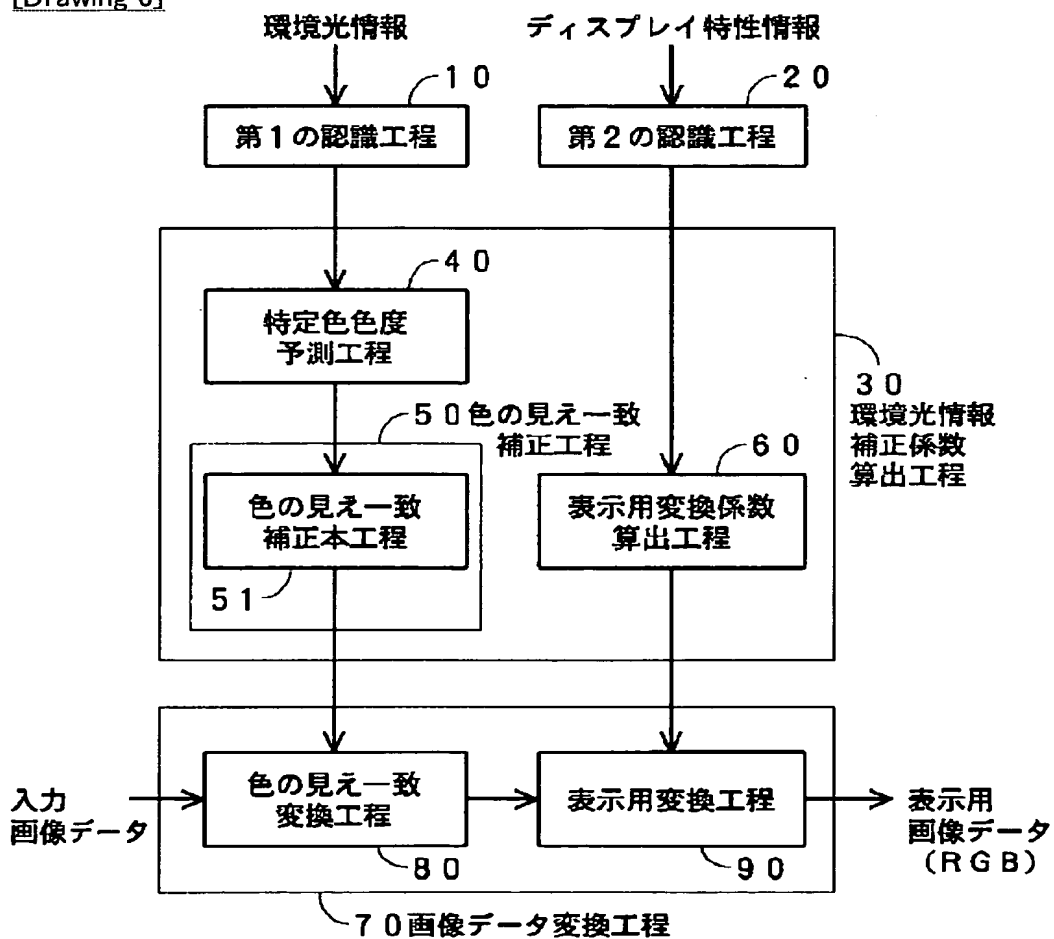 [Drawing 6]
環境光情報
ディスプレイ特性情報
10
20
第1の認識工程
第2の認識工程
40
特定色色度
予測工程
30
環境光情報
補正係数
算出工程
50色の見え一致
補正工程
60
色の見え一致
補正本工程
51
表示用変換係数
算出工程
入力
画像データ
色の見え一致
変換工程
80
表示用変換工程
90
表示用
画像データ
(RGB)
70画像データ変換工程